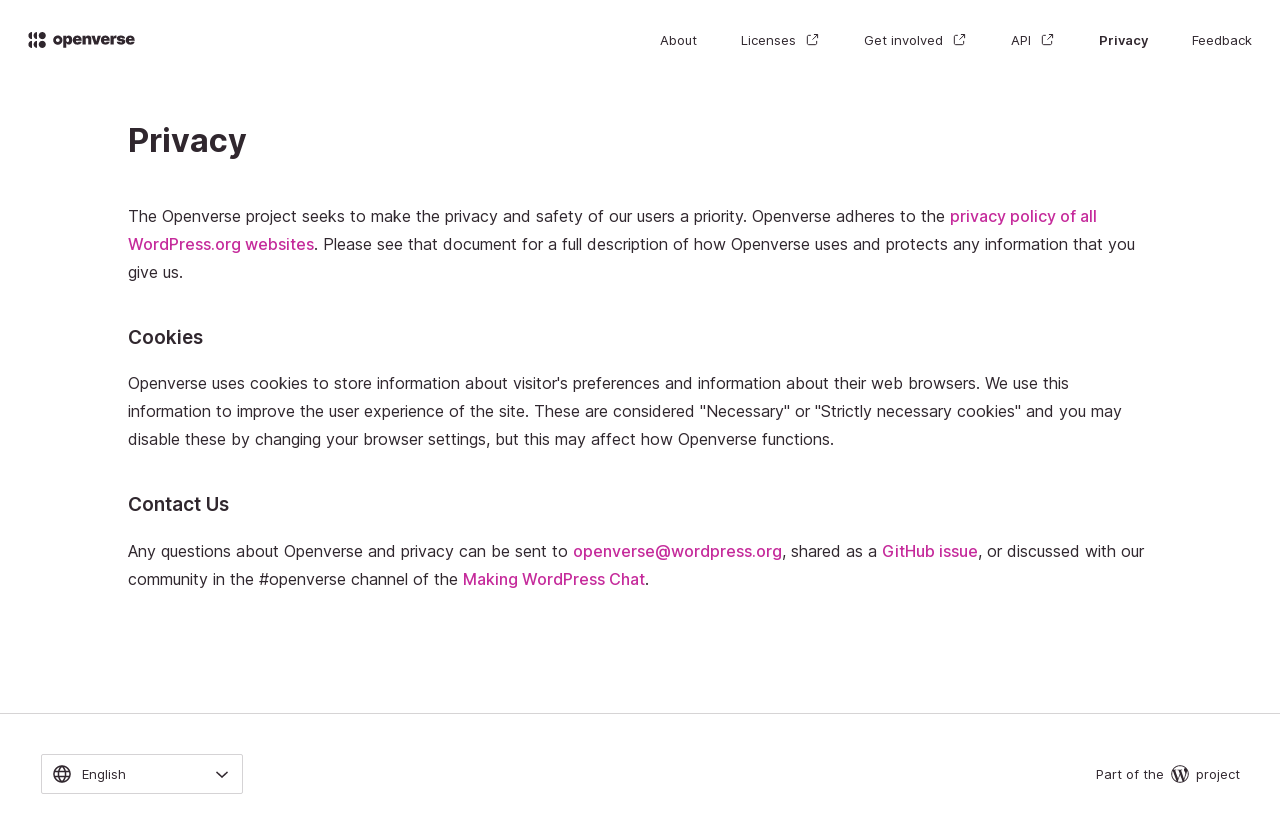 openverse
About
Licenses
Get involved
API
Privacy
Feedback
Privacy
The Openverse project seeks to make the privacy and safety of our users a priority. Openverse adheres to the privacy policy of all
WordPress.org websites. Please see that document for a full description of how Openverse uses and protects any information that you
give us.
Cookies
Openverse uses cookies to store information about visitor's preferences and information about their web browsers. We use this
information to improve the user experience of the site. These are considered "Necessary" or "Strictly necessary cookies" and you may
disable these by changing your browser settings, but this may affect how Openverse functions.
Contact Us
Any questions about Openverse and privacy can be sent to openverse@wordpress.org, shared as a GitHub issue, or discussed with our
community in the #openverse channel of the Making WordPress Chat.
English
Part of the project